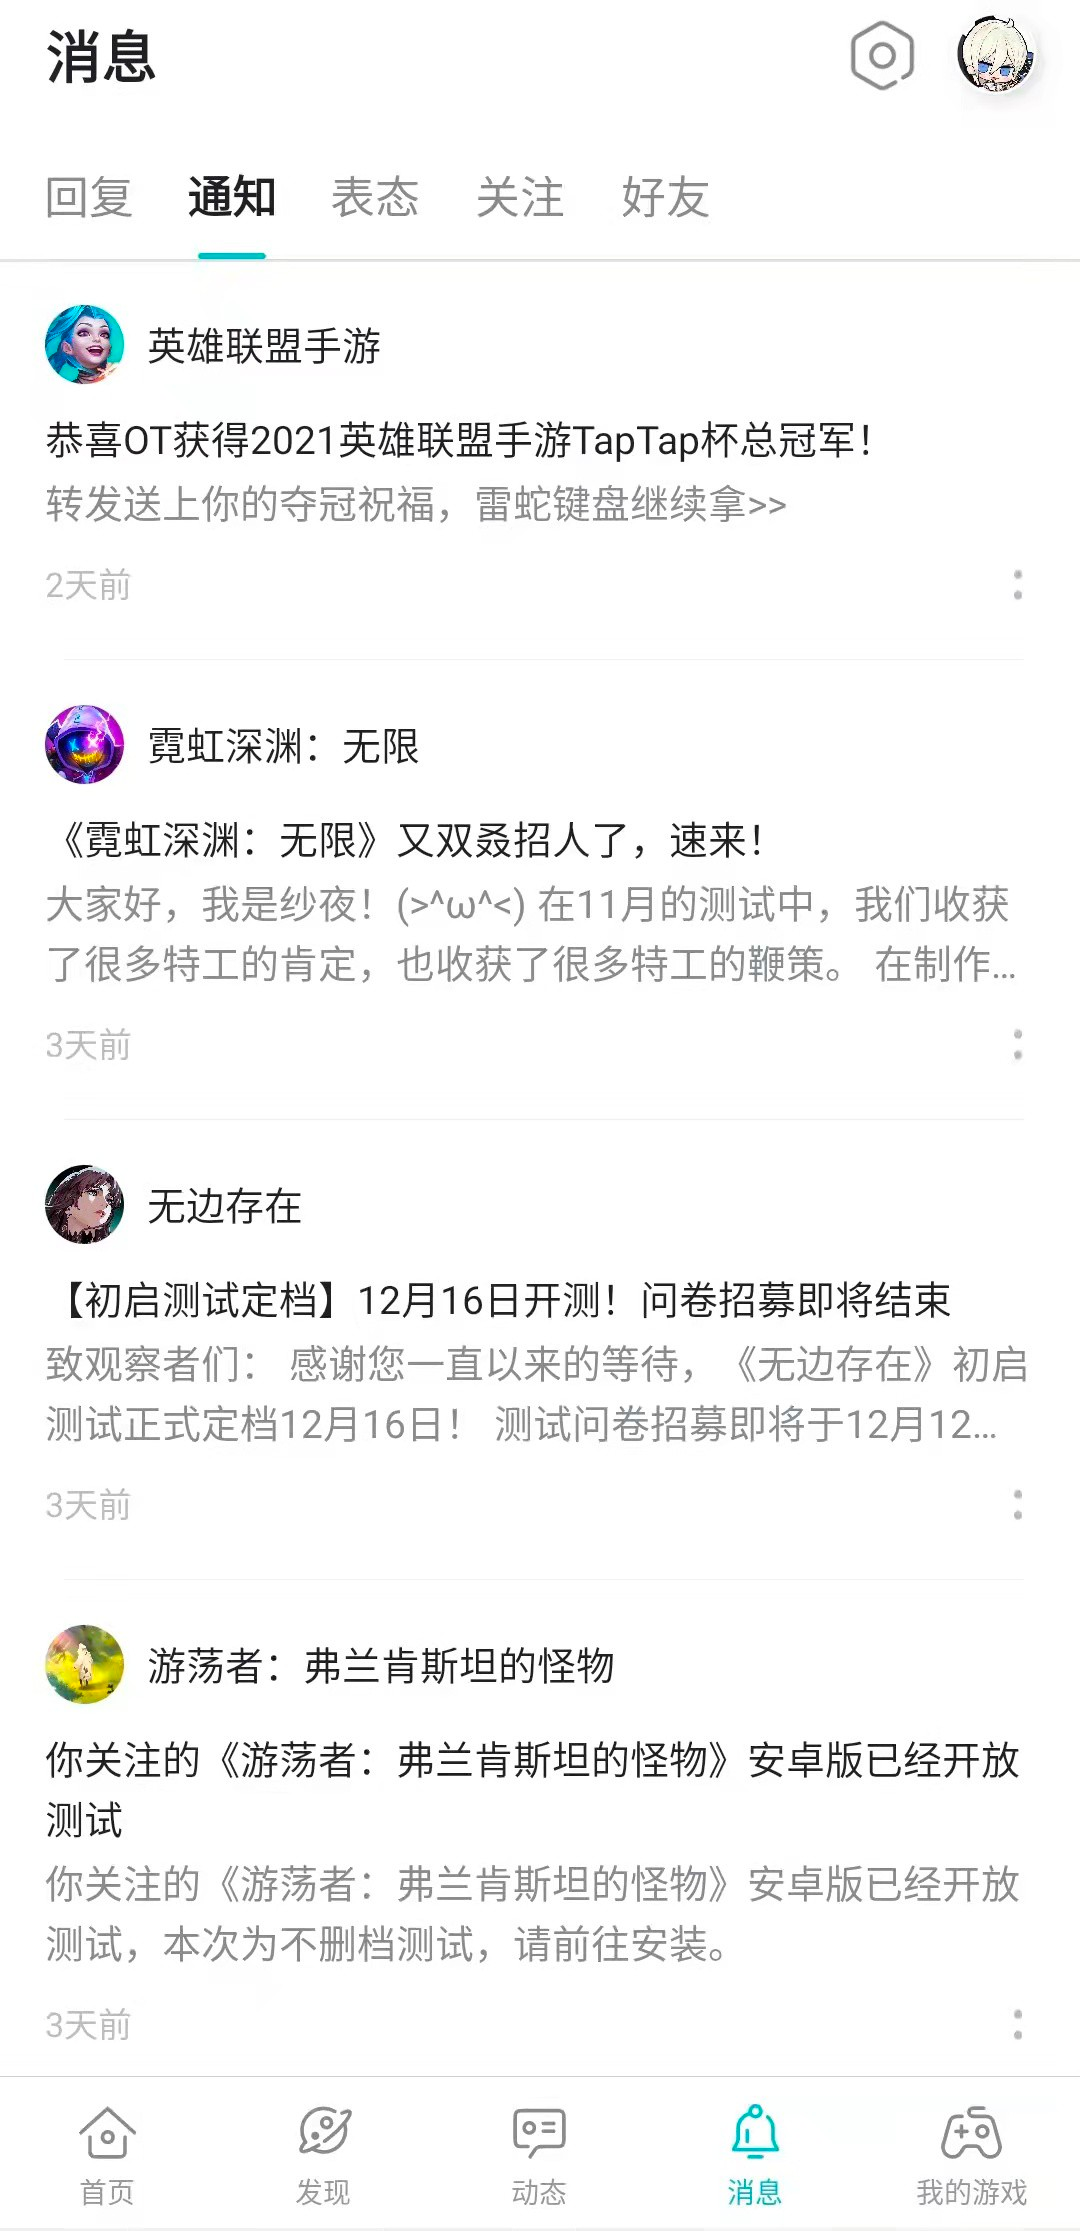 消息
回复 通知 表态 关注 好友
英雄联盟手游
恭喜OT获得2021英雄联盟手游TapTap杯总冠军！
转发送上你的夺冠祝福，雷蛇键盘继续拿>>
2天前
霓虹深渊：无限
《霓虹深渊：无限》又双叒招人了，速来！
大家好，我是纱夜！(>^ω^<) 在11月的测试中，我们收获
了很多特工的肯定，也收获了很多特工的鞭策。 在制作...
3天前
无边存在
【初启测试定档】12月16日开测！问卷招募即将结束
致观察者们： 感谢您一直以来的等待，《无边存在》初启
测试正式定档12月16日！ 测试问卷招募即将于12月12...
3天前
游荡者：弗兰肯斯坦的怪物
你关注的《游荡者：弗兰肯斯坦的怪物》安卓版已经开放
测试
你关注的《游荡者：弗兰肯斯坦的怪物》安卓版已经开放
测试，本次为不删档测试，请前往安装。
3天前
首页 发现 动态 消息 我的游戏